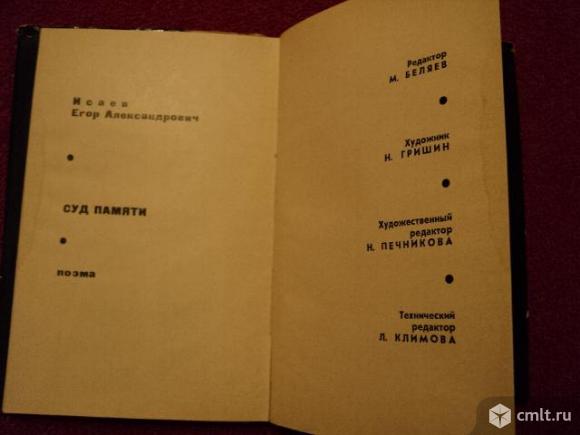 Исаев
Егор Александрович
СУД ПАМЯТИ
поэма
Редактор
М. БЕЛЯЕВ
Художник
Н. ГРИШИН
Художественный
редактор
Н. ПЕЧНИКОВА
Технический
редактор
Л. КЛИМОВА
cmlt.ru